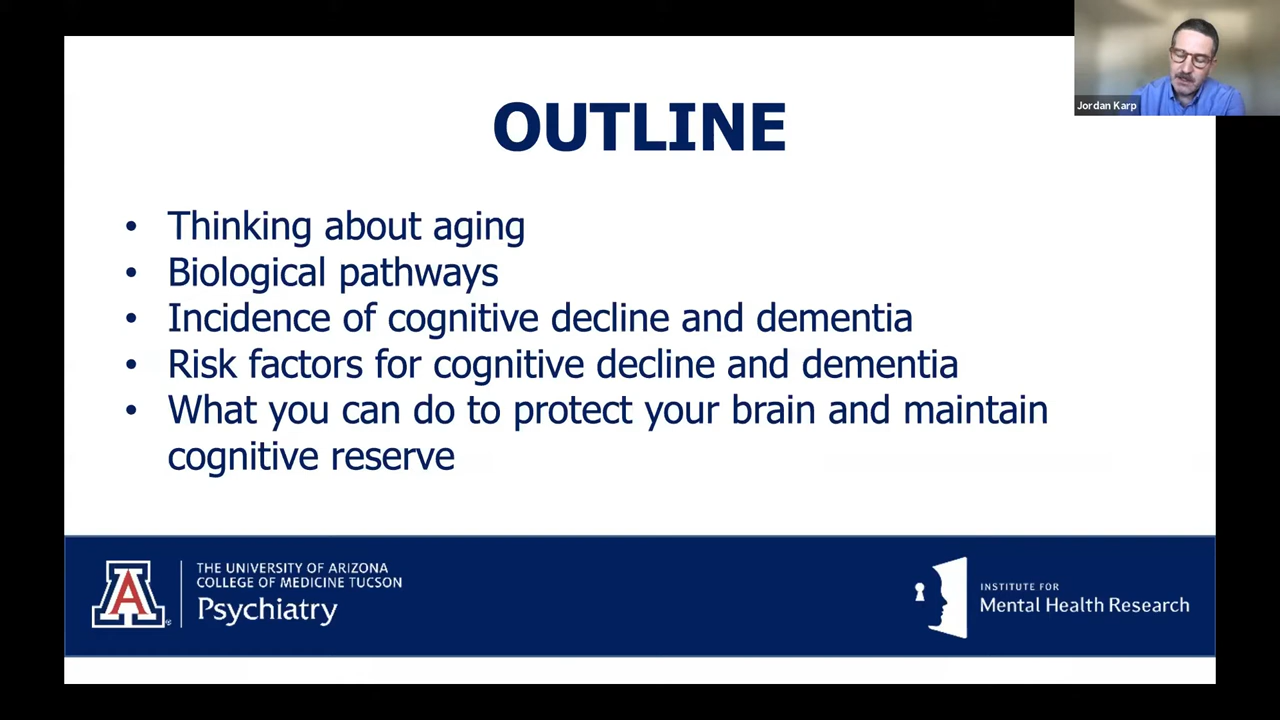 Jordan Karp
OUTLINE
• Thinking about aging
• Biological pathways
• Incidence of cognitive decline and dementia
• Risk factors for cognitive decline and dementia
• What you can do to protect your brain and maintain
cognitive reserve
A
THE UNIVERSITY OF ARIZONA
COLLEGE OF MEDICINE TUCSON
Psychiatry
INSTITUTE FOR
Mental Health Research